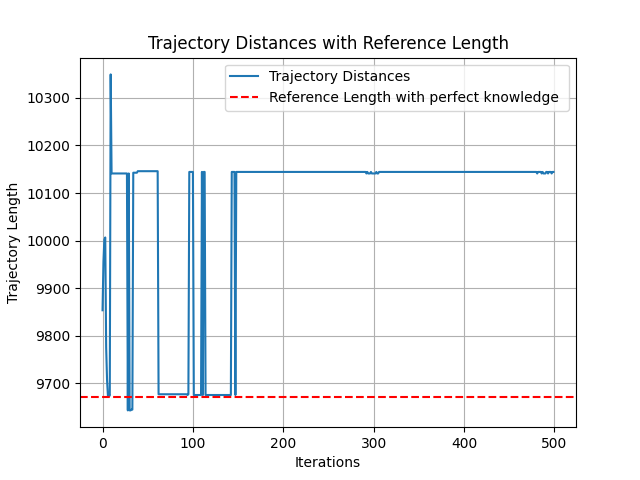 Trajectory Distances with Reference Length
Trajectory Distances
Reference Length with perfect knowledge
Trajectory Length
10300
10200
10100
10000
9900
9800
9700
0 100 200 300 400 500
Iterations